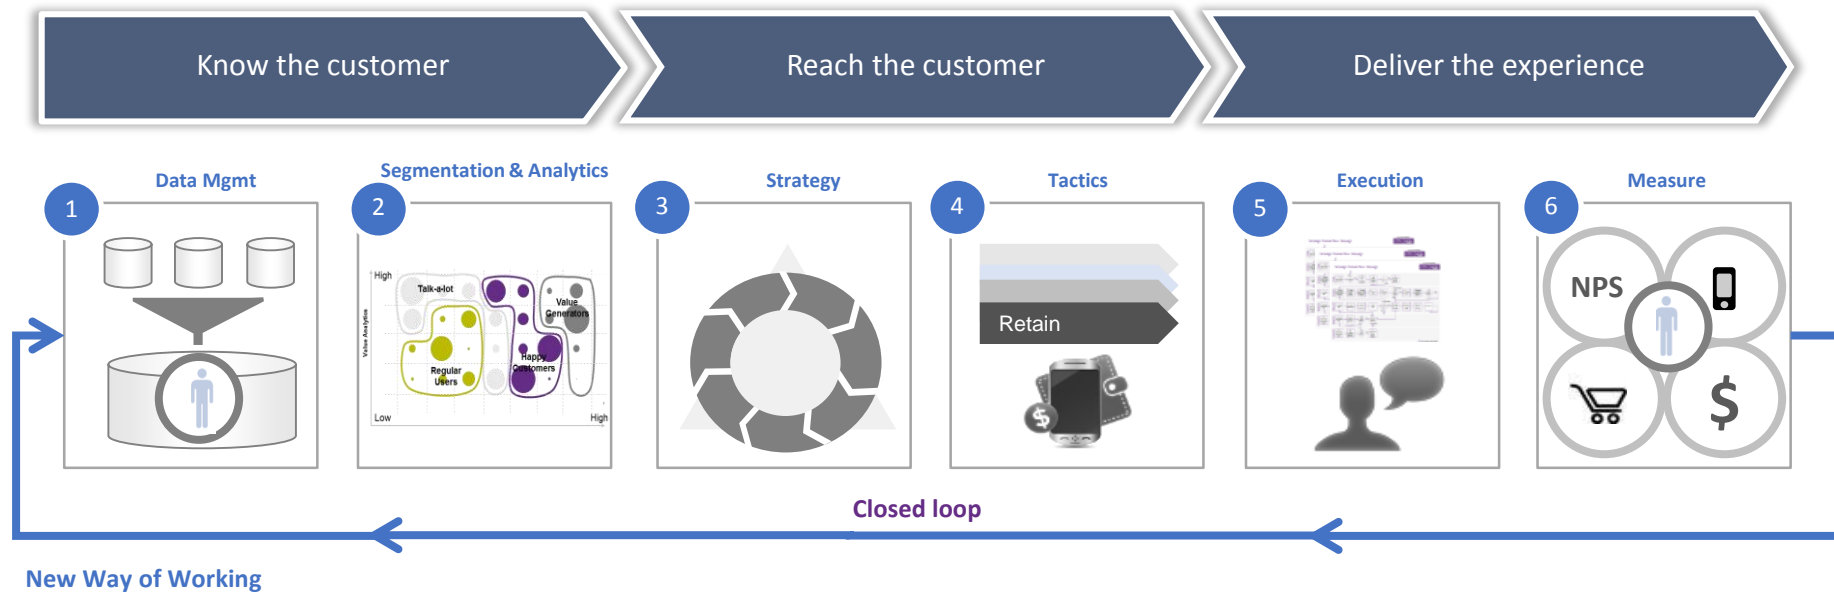 Know the customer
Reach the customer
Deliver the experience
Data Mgmt
Segmentation & Analytics
Strategy
Tactics
Execution
Measure
1
2
3
4
5
6
High
Talk-a-lot
Value
Generators
Value Analytics
Happy
Customers
Regular
Users
Low
High
Retain
$
NPS
$
Closed loop
New Way of Working